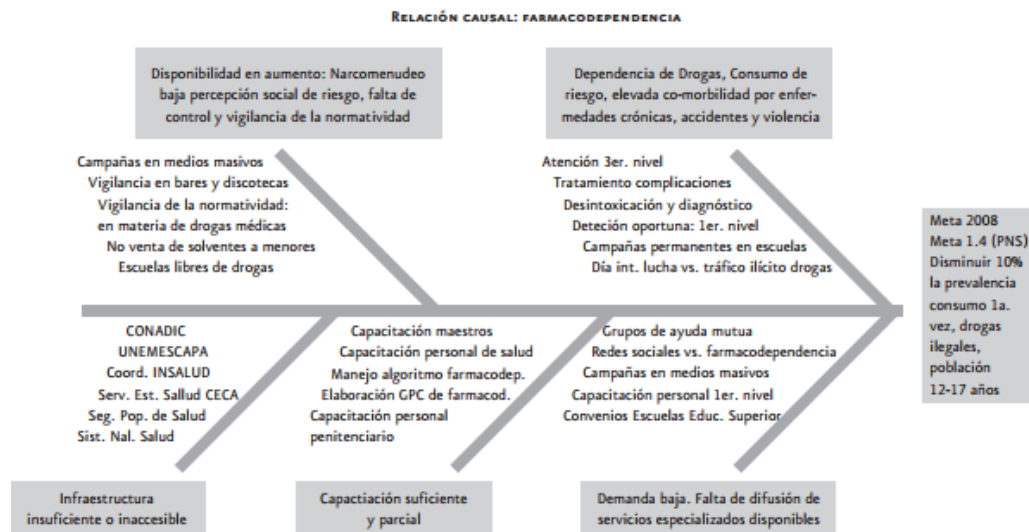 RELACIÓN CAUSAL: FARMACODEPENDENCIA
Disponibilidad en aumento: Narcomenudeo
baja percepción social de riesgo, falta de
control y vigilancia de la normatividad
Dependencia de Drogas, Consumo de
riesgo, elevada co-morbilidad por enfer-
medades crónicas, accidentes y violencia
Campañas en medios masivos
Vigilancia en bares y discotecas
Vigilancia de la normatividad:
en materia de drogas médicas
No venta de solventes a menores
Escuelas libres de drogas
Atención 3er. nivel
Tratamiento complicaciones
Desintoxicación y diagnóstico
Deteción oportuna: 1er. nivel
Campañas permanentes en escuelas
Día int. lucha vs. tráfico ilícito drogas
Meta 2008
Meta 1.4 (PNS)
Disminuir 10%
la prevalencia
consumo 1a.
vez, drogas
ilegales,
población
12-17 años
CONADIC
UNEMESCAPA
Coord. INSALUD
Serv. Est. Sallud CECA
Seg. Pop. de Salud
Sist. Nal. Salud
Capacitación maestros
Capacitación personal de salud
Manejo algoritmo farmacodep.
Elaboración GPC de farmacod.
Capacitación personal
penitenciario
Grupos de ayuda mutua
Redes sociales vs. farmacodependencia
Campañas en medios masivos
Capacitación personal 1er. nivel
Convenios Escuelas Educ. Superior
Infraestructura
insuficiente o inaccesible
Capactiación suficiente
y parcial
Demanda baja. Falta de difusión de
servicios especializados disponibles